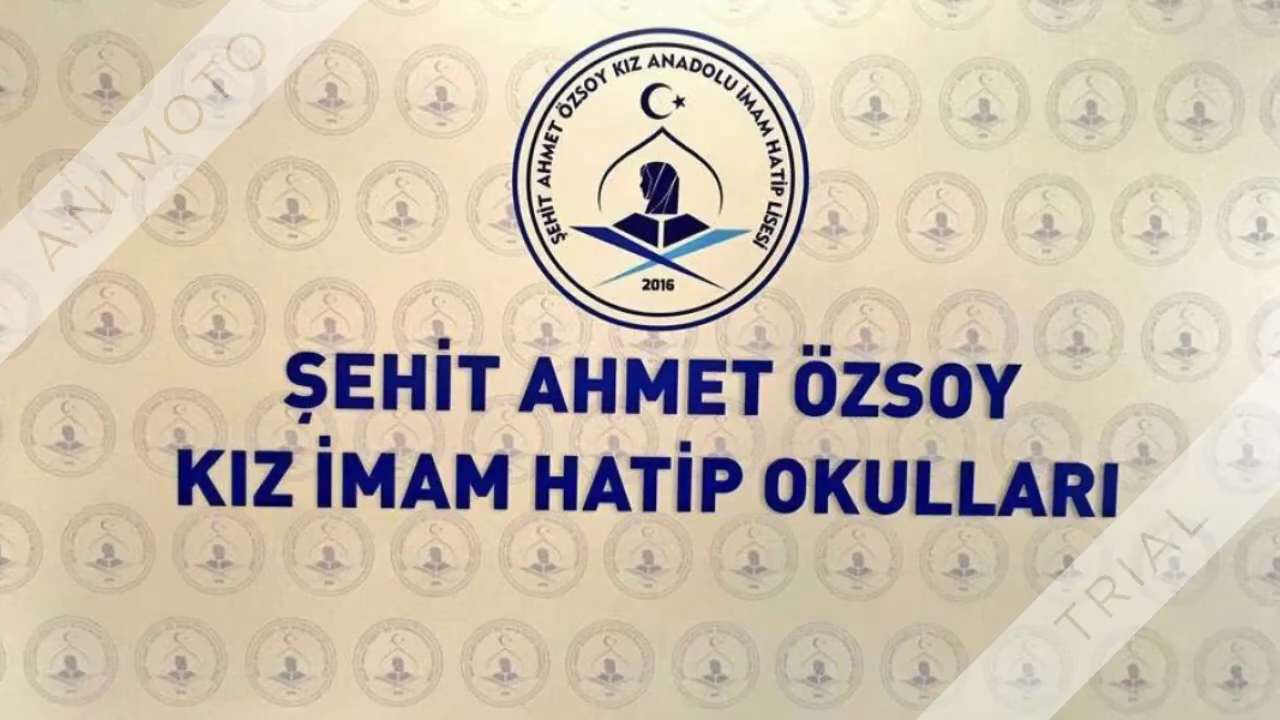 ŞEHİT AHMET ÖZSOY KIZ ANADOLU İMAM HATİP LİSESİ
2016
ŞEHİT AHMET ÖZSOY
KIZ İMAM HATİP OKULLARI
ANIMOTO
TRIAL